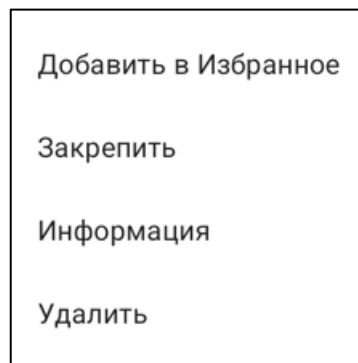 Добавить в Избранное
Закрепить
Информация
Удалить